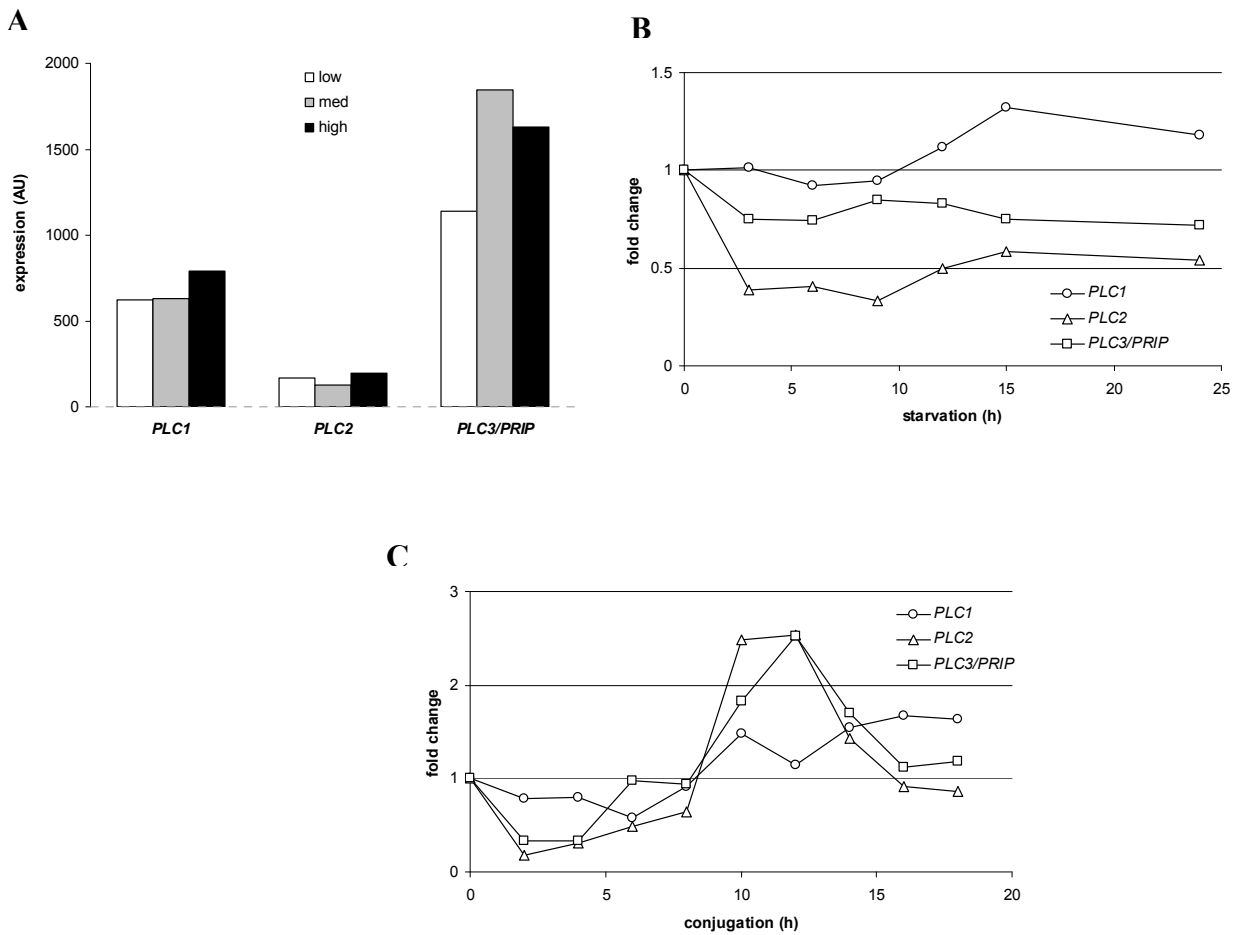 A
2000
1500
1000
500
0
expression (AU)
low
med
high
PLC1 PLC2 PLC3/PRIP
B
1.5
1
0.5
0
fold change
PLC1
PLC2
PLC3/PRIP
0 5 10 15 20 25
starvation (h)
C
3
2
1
0
fold change
PLC1
PLC2
PLC3/PRIP
0 5 10 15 20
conjugation (h)